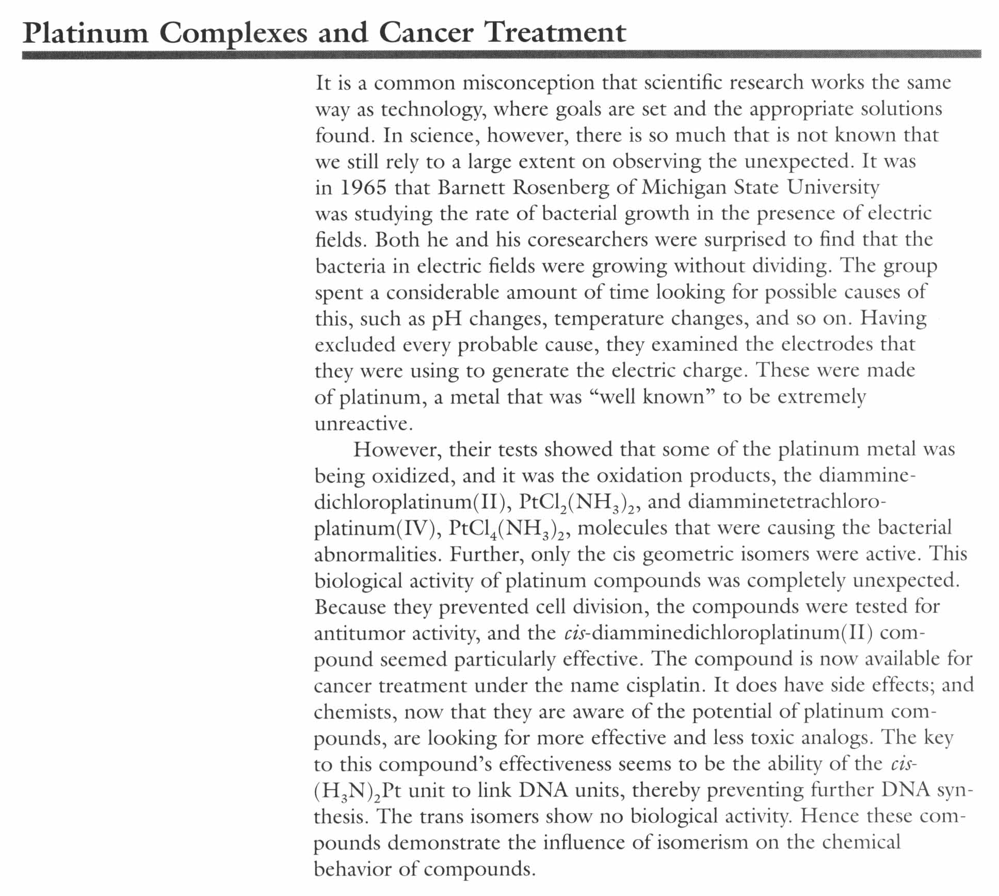 Platinum Complexes and Cancer Treatment
It is a common misconception that scientific research works the same
way as technology, where goals are set and the appropriate solutions
found. In science, however, there is so much that is not known that
we still rely to a large extent on observing the unexpected. It was
in 1965 that Barnett Rosenberg of Michigan State University
was studying the rate of bacterial growth in the presence of electric
fields. Both he and his coresearchers were surprised to find that the
bacteria in electric fields were growing without dividing. The group
spent a considerable amount of time looking for possible causes of
this, such as pH changes, temperature changes, and so on. Having
excluded every probable cause, they examined the electrodes that
they were using to generate the electric charge. These were made
of platinum, a metal that was “well known” to be extremely
unreactive.
However, their tests showed that some of the platinum metal was
being oxidized, and it was the oxidation products, the diammine-
dichloroplatinum(II), PtCl₂(NH₃)₂, and diamminetetrachloro-
platinum(IV), PtCl₄(NH₃)₂, molecules that were causing the bacterial
abnormalities. Further, only the cis geometric isomers were active. This
biological activity of platinum compounds was completely unexpected.
Because they prevented cell division, the compounds were tested for
antitumor activity, and the cis-diamminedichloroplatinum(II) com-
pound seemed particularly effective. The compound is now available for
cancer treatment under the name cisplatin. It does have side effects; and
chemists, now that they are aware of the potential of platinum com-
pounds, are looking for more effective and less toxic analogs. The key
to this compound’s effectiveness seems to be the ability of the cis-
(H₃N)₂Pt unit to link DNA units, thereby preventing further DNA syn-
thesis. The trans isomers show no biological activity. Hence these com-
pounds demonstrate the influence of isomerism on the chemical
behavior of compounds.